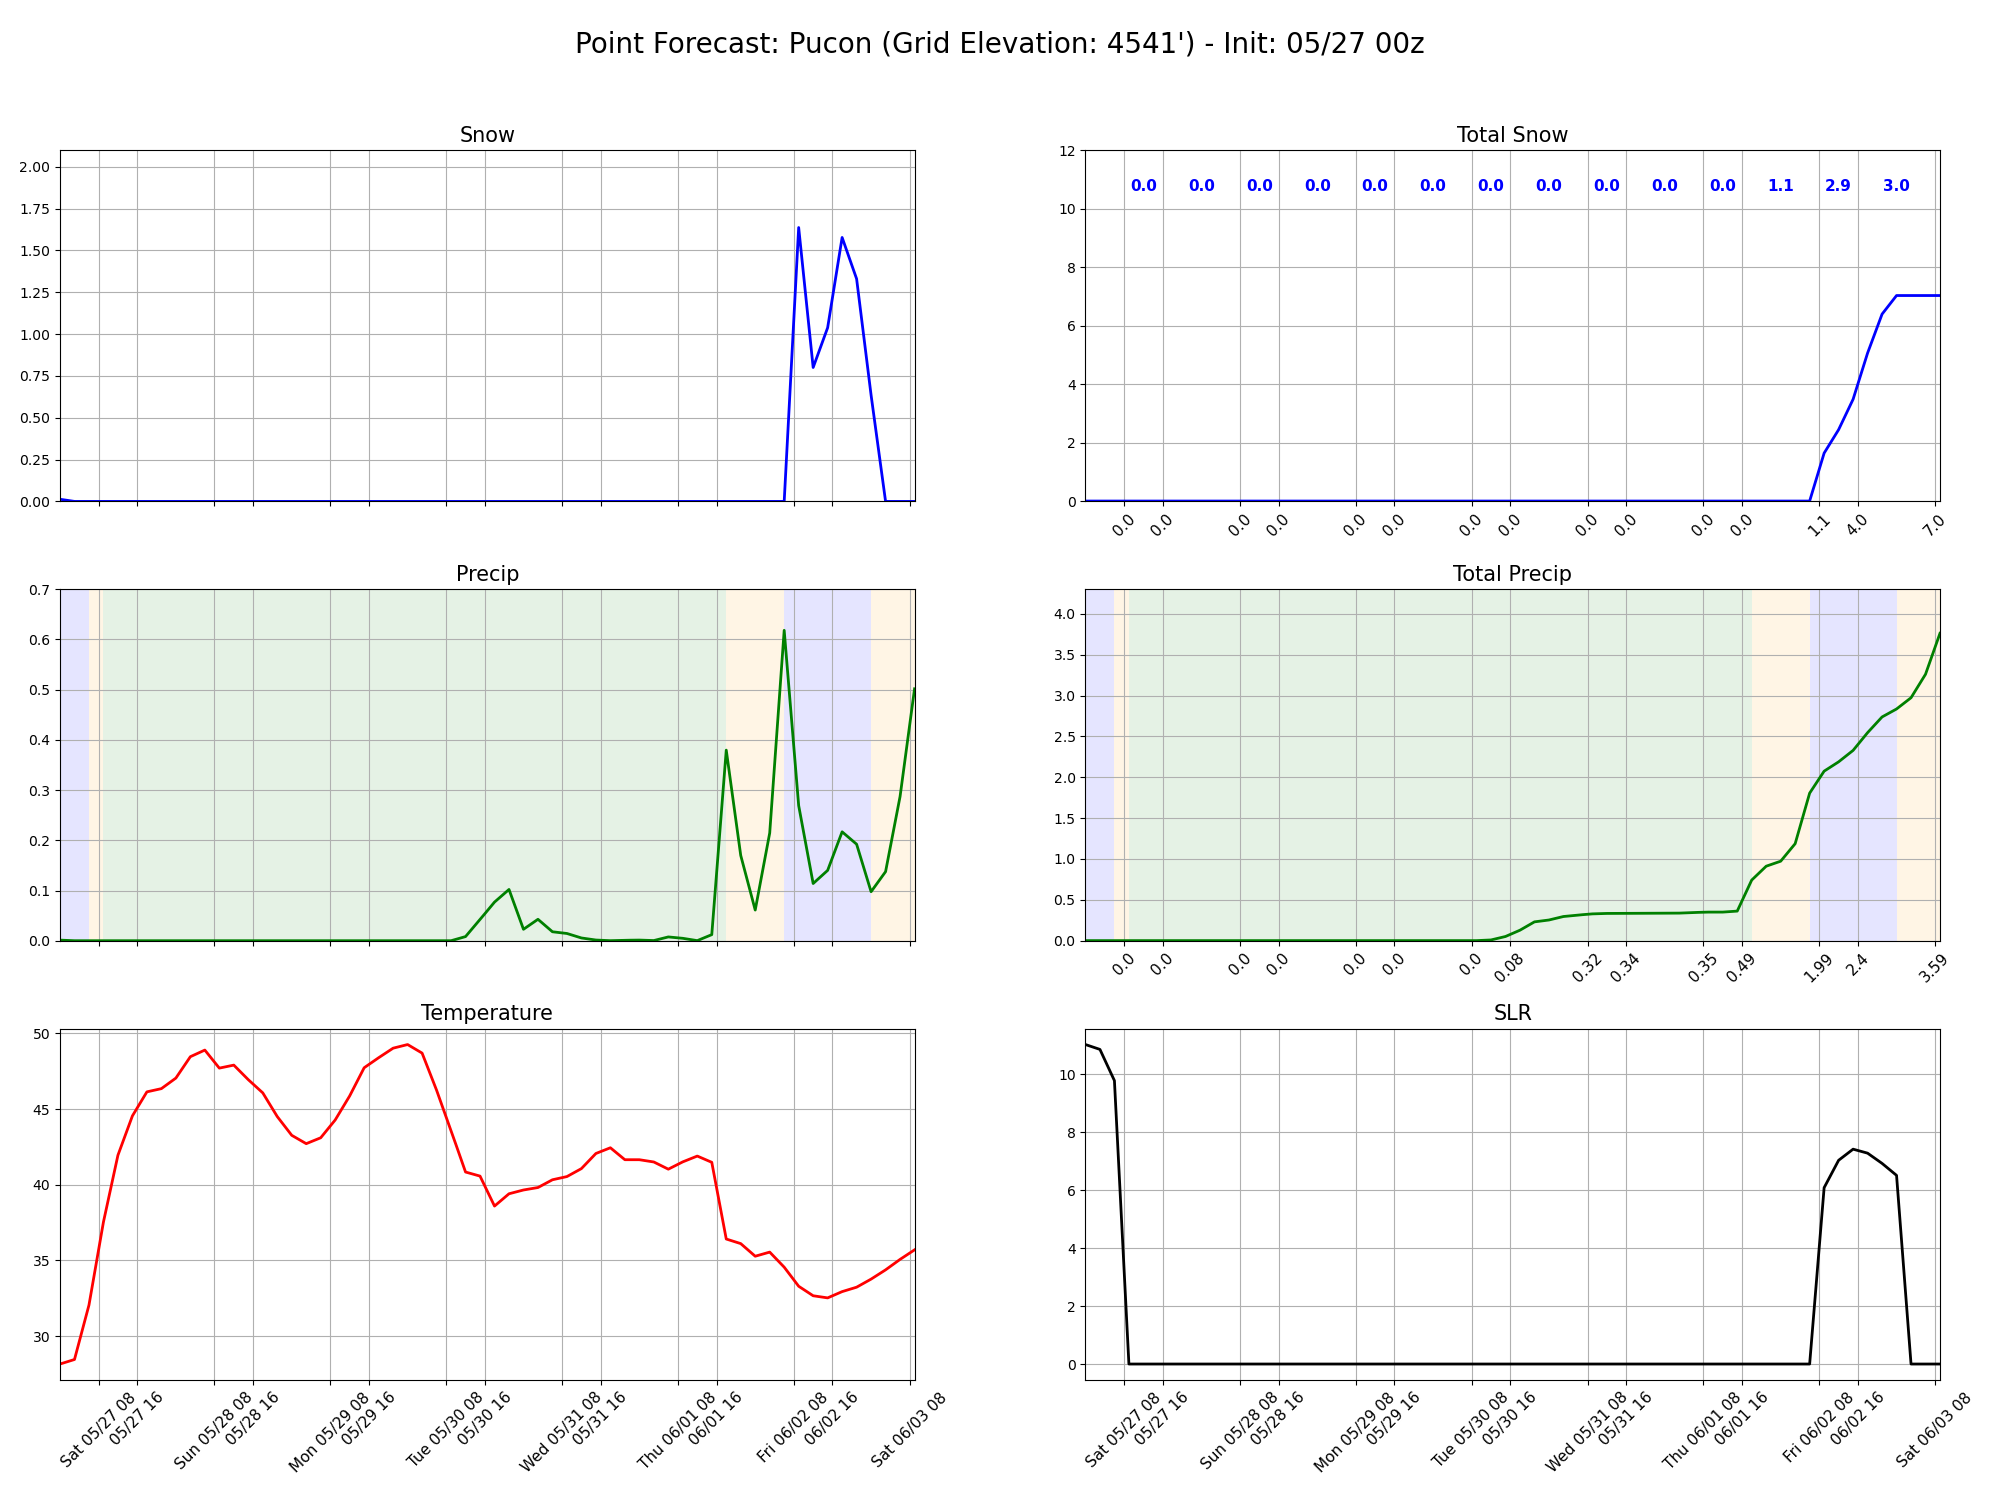 Point Forecast: Pucon (Grid Elevation: 4541') - Init: 05/27 00z
Snow
2.00
1.75
1.50
1.25
1.00
0.75
0.50
0.25
0.00
Total Snow
12
10
8
6
4
2
0
0.0 0.0 0.0 0.0 0.0 0.0 0.0 0.0 0.0 0.0 0.0 1.1 2.9 3.0
0.0 0.0 0.0 0.0 0.0 0.0 0.0 0.0 0.0 0.0 0.0 0.0 1.1 4.0 7.0
Precip
0.7
0.6
0.5
0.4
0.3
0.2
0.1
0.0
Total Precip
4.0
3.5
3.0
2.5
2.0
1.5
1.0
0.5
0.0
0.0 0.0 0.0 0.0 0.0 0.0 0.0 0.08 0.32 0.34 0.35 0.49 1.99 2.4 3.59
Temperature
50
45
40
35
30
Sat 05/27 08
05/27 16
Sun 05/28 08
05/28 16
Mon 05/29 08
05/29 16
Tue 05/30 08
05/30 16
Wed 05/31 08
05/31 16
Thu 06/01 08
06/01 16
Fri 06/02 08
06/02 16
Sat 06/03 08
SLR
10
8
6
4
2
0
Sat 05/27 08
05/27 16
Sun 05/28 08
05/28 16
Mon 05/29 08
05/29 16
Tue 05/30 08
05/30 16
Wed 05/31 08
05/31 16
Thu 06/01 08
06/01 16
Fri 06/02 08
06/02 16
Sat 06/03 08